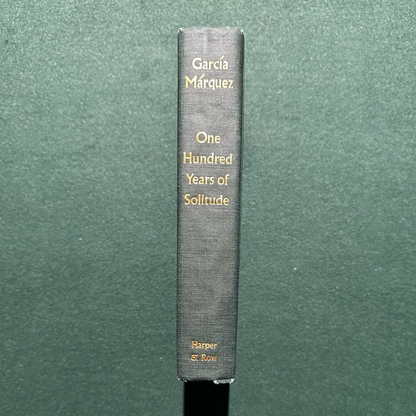 García
Márquez
One
Hundred
Years of
Solitude
Harper
& Row